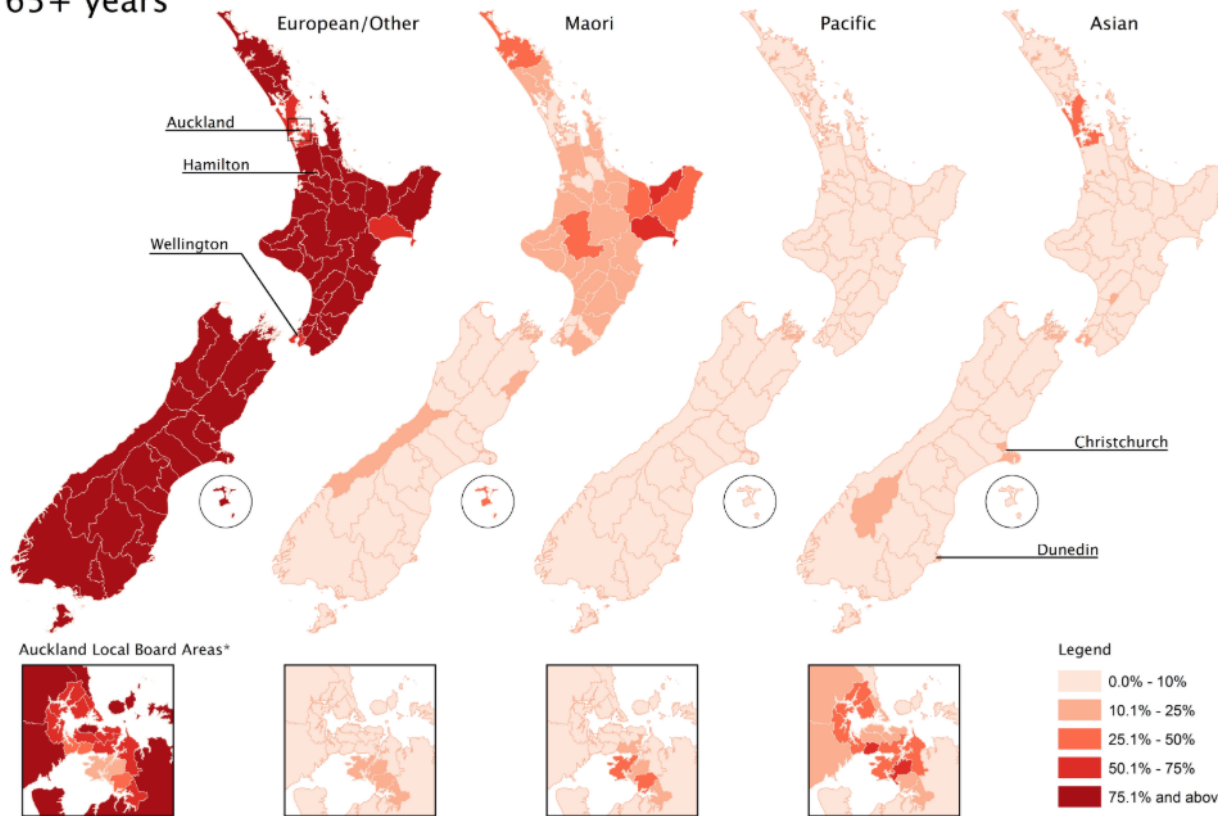 65+ years
European/Other
Maori
Pacific
Asian
Auckland
Hamilton
Wellington
Christchurch
Dunedin
Auckland Local Board Areas*
Legend
0.0% - 10%
10.1% - 25%
25.1% - 50%
50.1% - 75%
75.1% and above